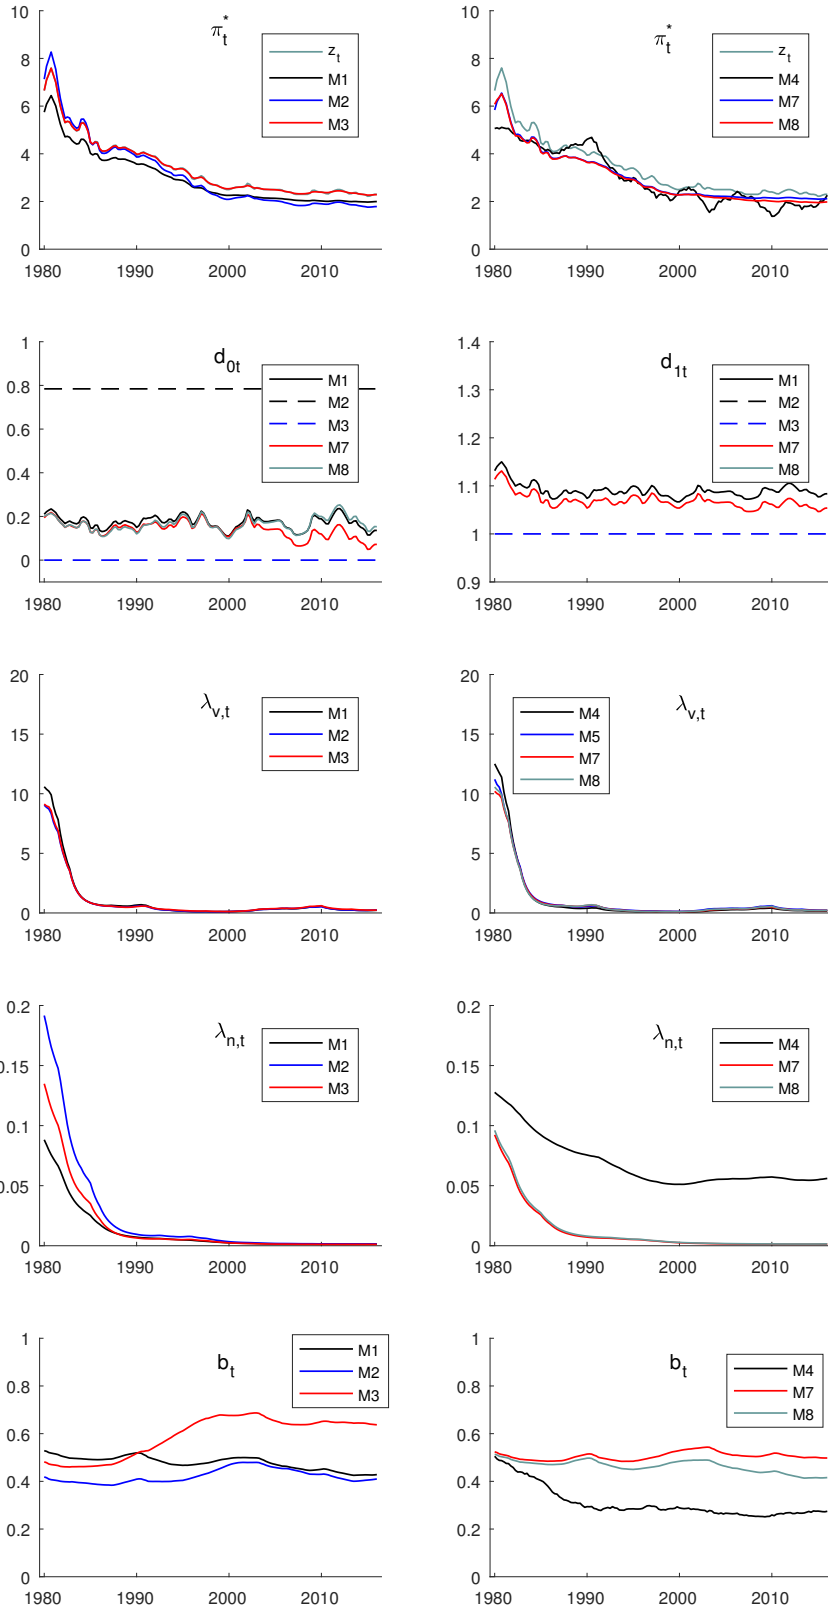 π*t
10
8
6
4
2
0
zt
M1
M2
M3
1980 1990 2000 2010
π*t
10
8
6
4
2
0
zt
M4
M7
M8
1980 1990 2000 2010
d0t
1
0.8
0.6
0.4
0.2
0
M1
M2
M3
M7
M8
1980 1990 2000 2010
d1t
1.4
1.3
1.2
1.1
1
0.9
M1
M2
M3
M7
M8
1980 1990 2000 2010
λv,t
20
15
10
5
0
M1
M2
M3
1980 1990 2000 2010
λv,t
20
15
10
5
0
M4
M5
M7
M8
1980 1990 2000 2010
λn,t
0.2
0.15
0.1
0.05
0
M1
M2
M3
1980 1990 2000 2010
λn,t
0.2
0.15
0.1
0.05
0
M4
M7
M8
1980 1990 2000 2010
bt
1
0.8
0.6
0.4
0.2
0
M1
M2
M3
1980 1990 2000 2010
bt
1
0.8
0.6
0.4
0.2
0
M4
M7
M8
1980 1990 2000 2010